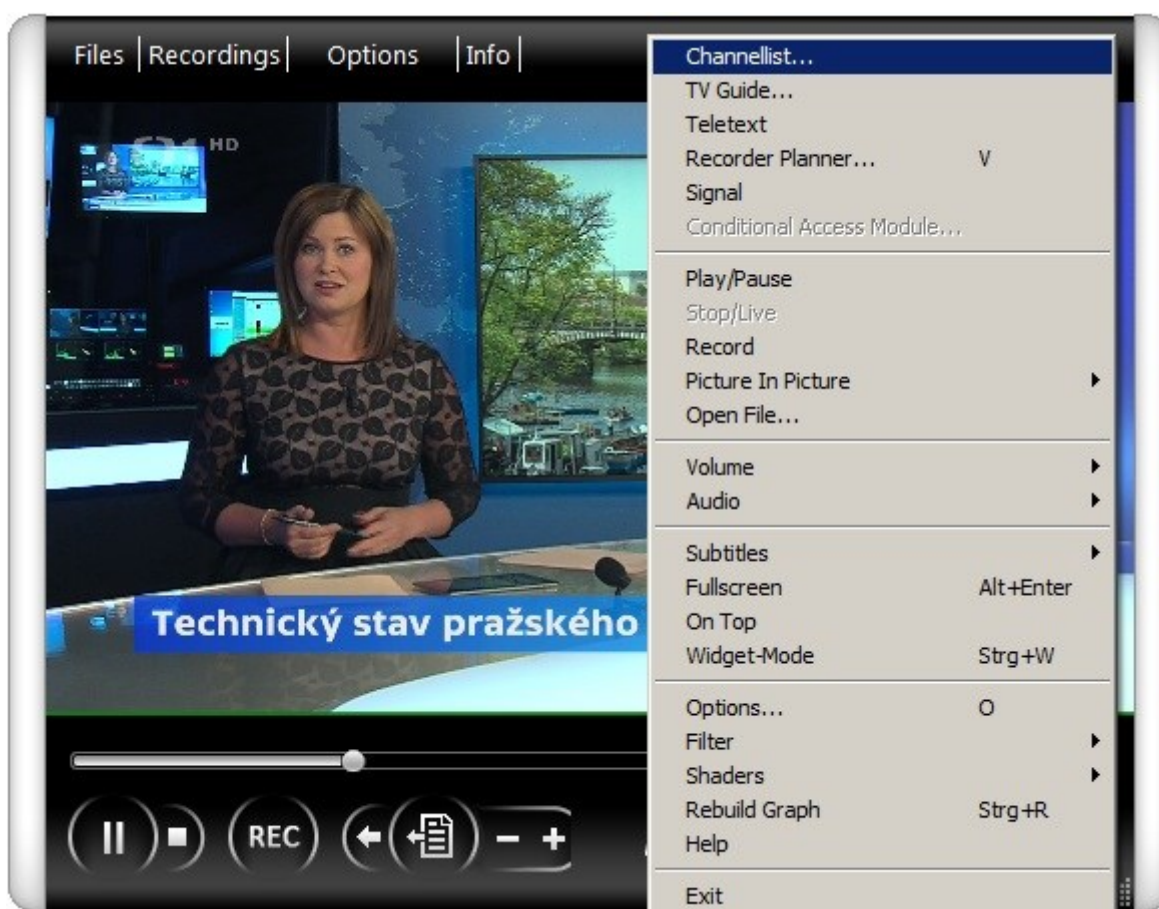 Files
Recordings
Options
Info
HD
Technický stav pražského
REC
Channellist...
TV Guide...
Teletext
Recorder Planner... V
Signal
Conditional Access Module...
Play/Pause
Stop/Live
Record
Picture In Picture
Open File...
Volume
Audio
Subtitles
Fullscreen Alt+Enter
On Top
Widget-Mode Strg+W
Options... O
Filter
Shaders
Rebuild Graph Strg+R
Help
Exit